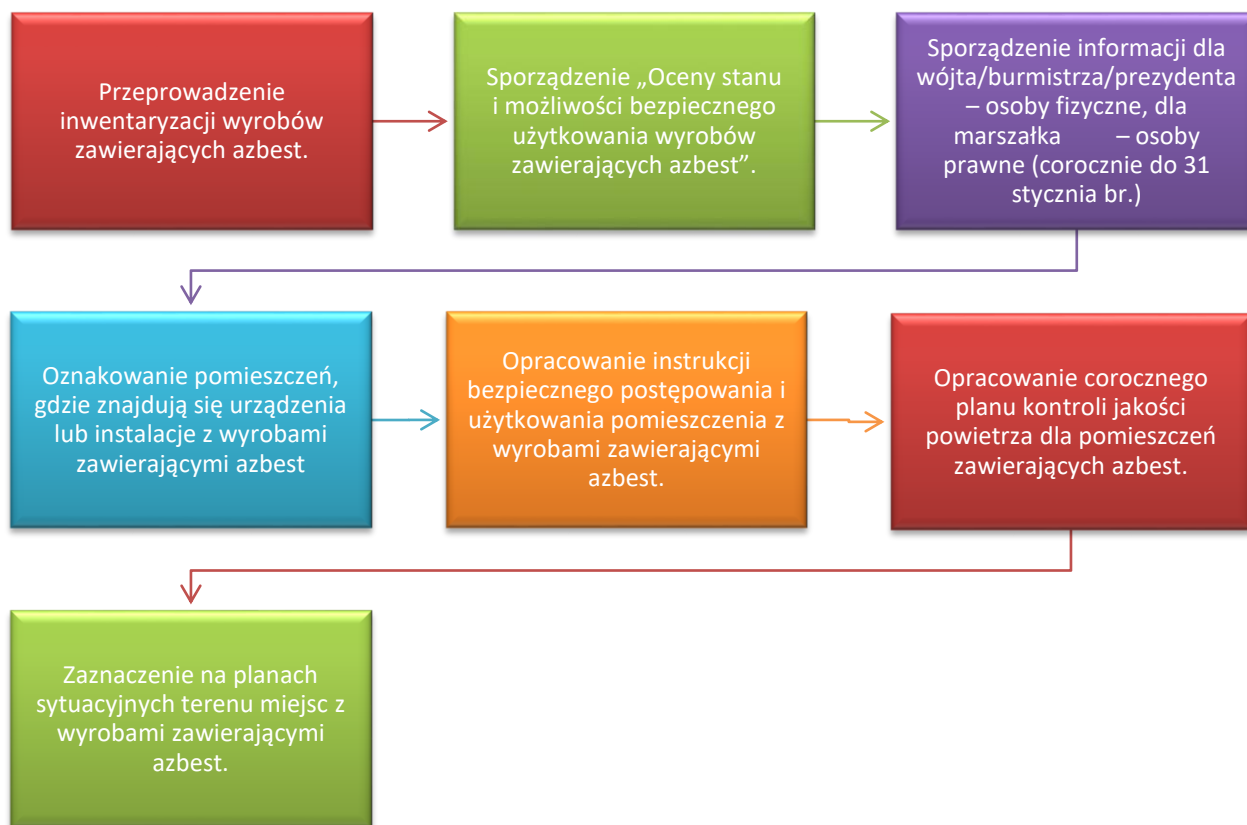 Przeprowadzenie
inwentaryzacji wyrobów
zawierających azbest.
Sporządzenie „Oceny stanu
i możliwości bezpiecznego
użytkowania wyrobów
zawierających azbest”.
Sporządzenie informacji dla
wójta/burmistrza/prezydenta
– osoby fizyczne, dla
marszałka – osoby
prawne (corocznie do 31
stycznia br.)
Oznakowanie pomieszczeń,
gdzie znajdują się urządzenia
lub instalacje z wyrobami
zawierającymi azbest
Opracowanie instrukcji
bezpiecznego postępowania i
użytkowania pomieszczenia z
wyrobami zawierającymi
azbest.
Opracowanie corocznego
planu kontroli jakości
powietrza dla pomieszczeń
zawierających azbest.
Zaznaczenie na planach
sytuacyjnych terenu miejsc z
wyrobami zawierającymi
azbest.